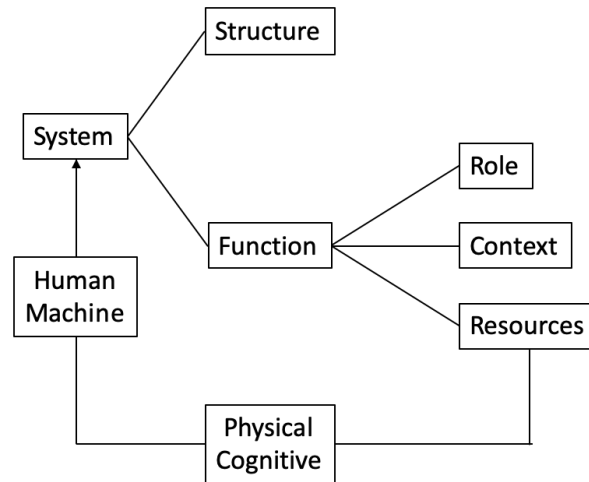 Structure
System
Role
Function
Context
Human
Machine
Resources
Physical
Cognitive